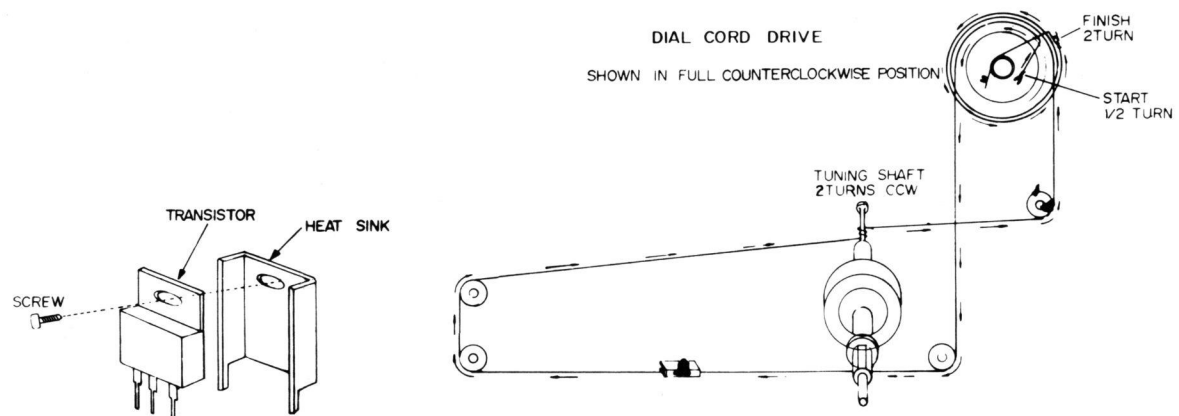 DIAL CORD DRIVE
SHOWN IN FULL COUNTERCLOCKWISE POSITION
FINISH
2TURN
START
1/2 TURN
TUNING SHAFT
2TURNS CCW
TRANSISTOR
HEAT SINK
SCREW